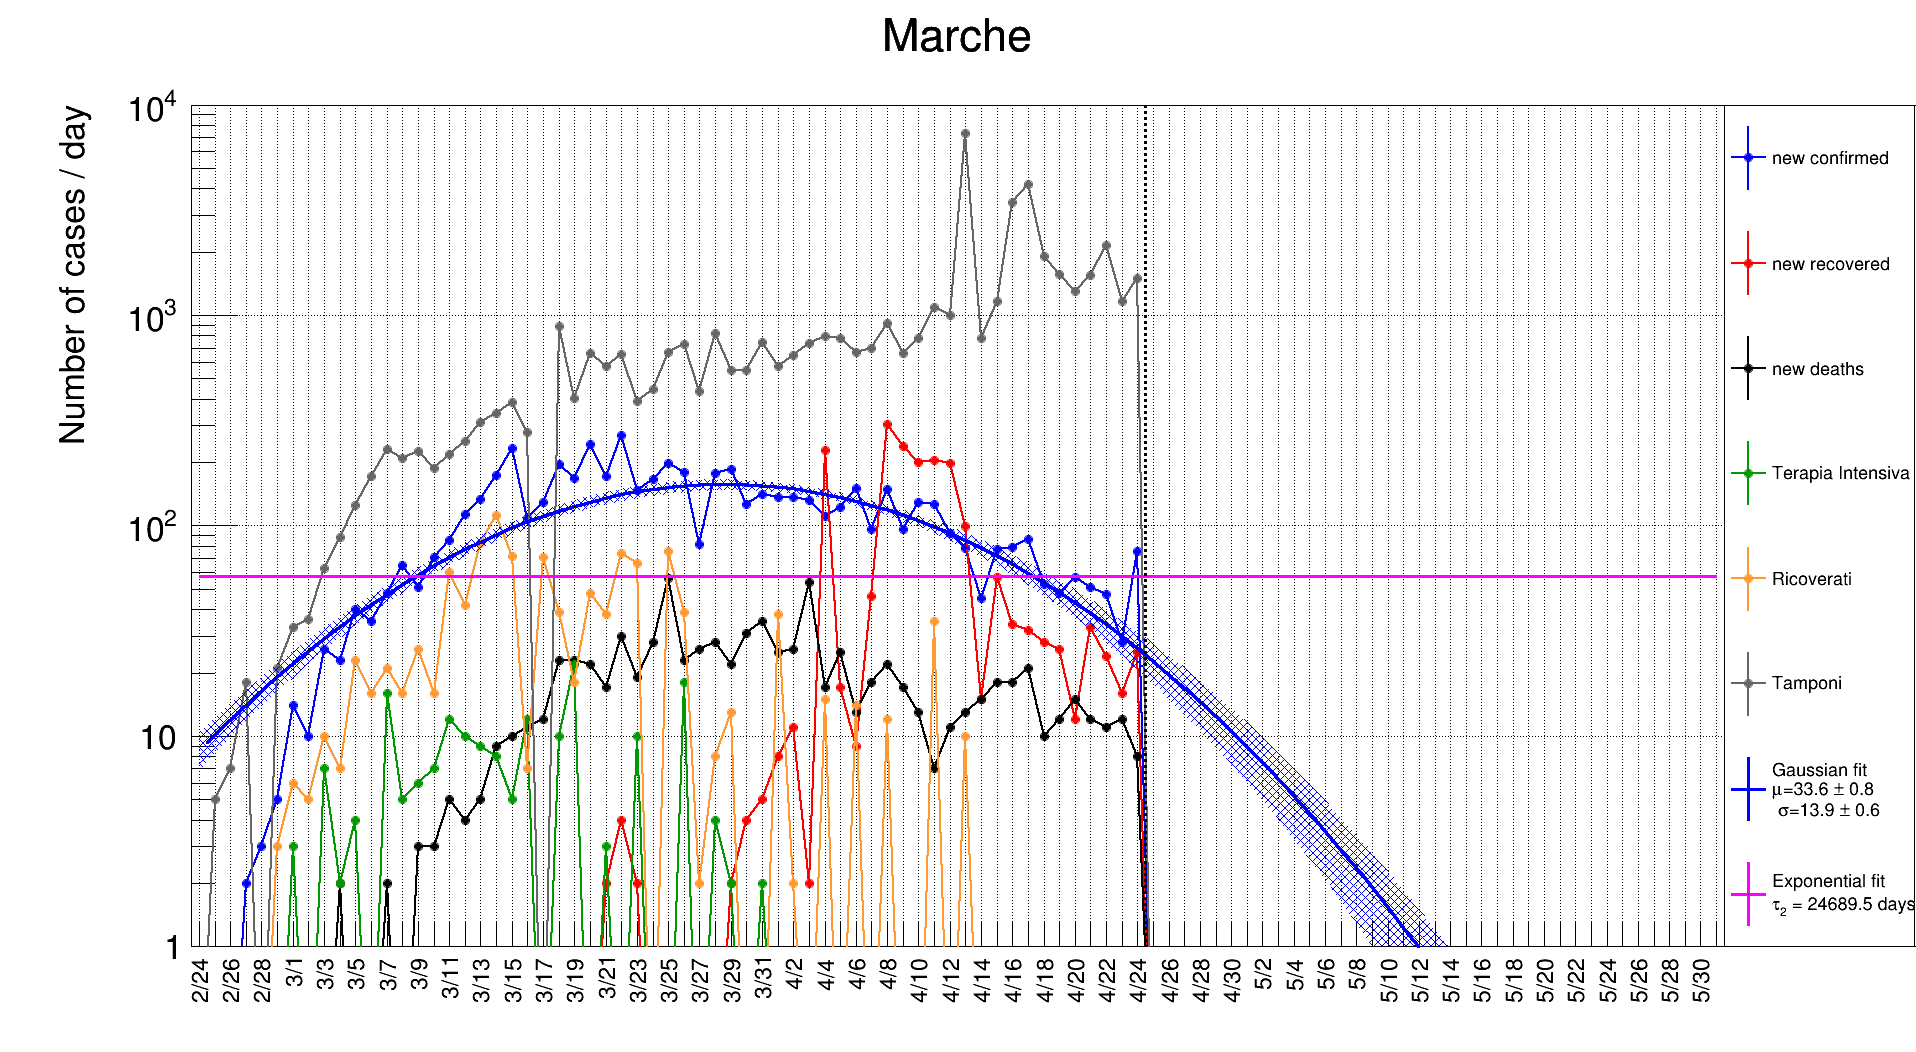 Marche
Number of cases / day
10⁴
10³
10²
10
1
2/24 2/26 2/28 3/1 3/3 3/5 3/7 3/9 3/11 3/13 3/15 3/17 3/19 3/21 3/23 3/25 3/27 3/29 3/31 4/2 4/4 4/6 4/8 4/10 4/12 4/14 4/16 4/18 4/20 4/22 4/24 4/26 4/28 4/30 5/2 5/4 5/6 5/8 5/10 5/12 5/14 5/16 5/18 5/20 5/22 5/24 5/26 5/28 5/30
new confirmed
new recovered
new deaths
Terapia Intensiva
Ricoverati
Tamponi
Gaussian fit
μ=33.6 ± 0.8
σ=13.9 ± 0.6
Exponential fit
τ₂ = 24689.5 days